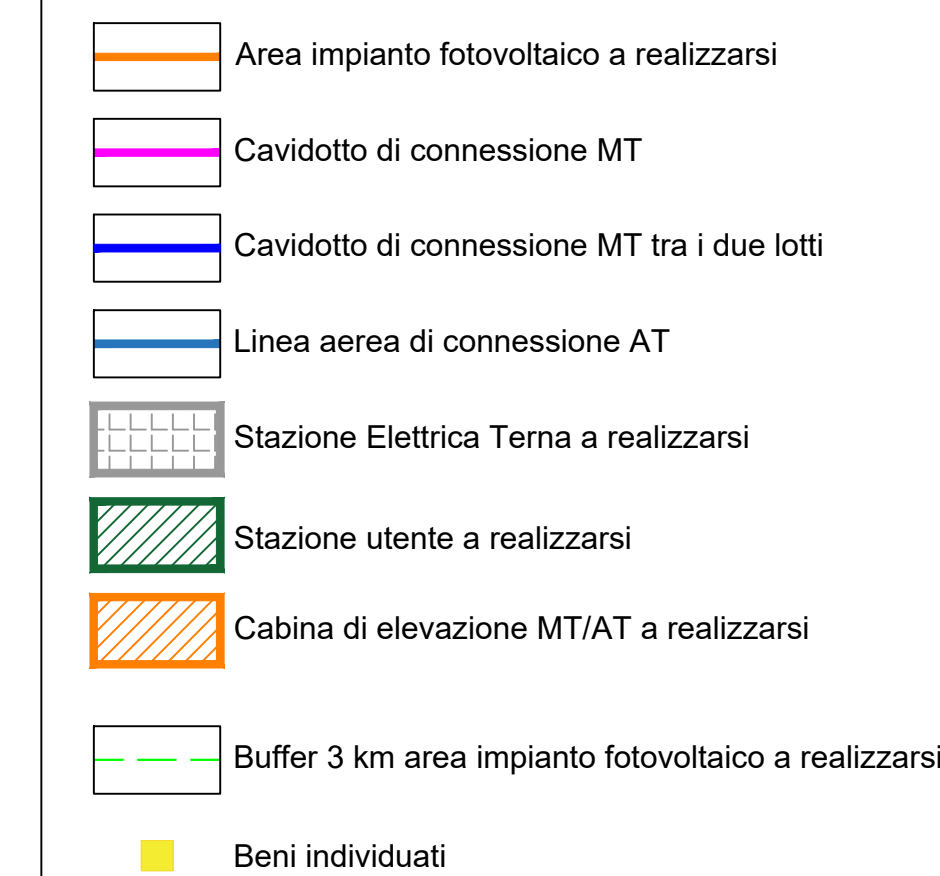 Area impianto fotovoltaico a realizzarsi
Cavidotto di connessione MT
Cavidotto di connessione MT tra i due lotti
Linea aerea di connessione AT
Stazione Elettrica Terna a realizzarsi
Stazione utente a realizzarsi
Cabina di elevazione MT/AT a realizzarsi
Buffer 3 km area impianto fotovoltaico a realizzarsi
Beni individuati